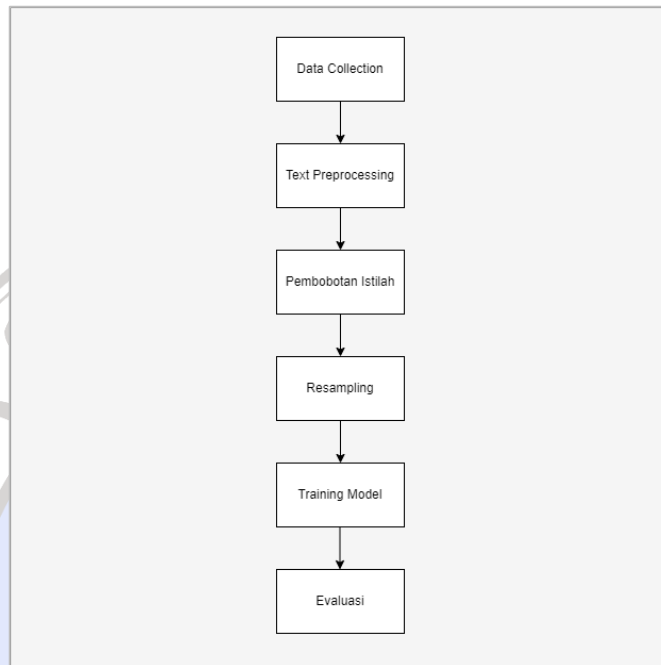 Data Collection
Text Preprocessing
Pembobotan Istilah
Resampling
Training Model
Evaluasi